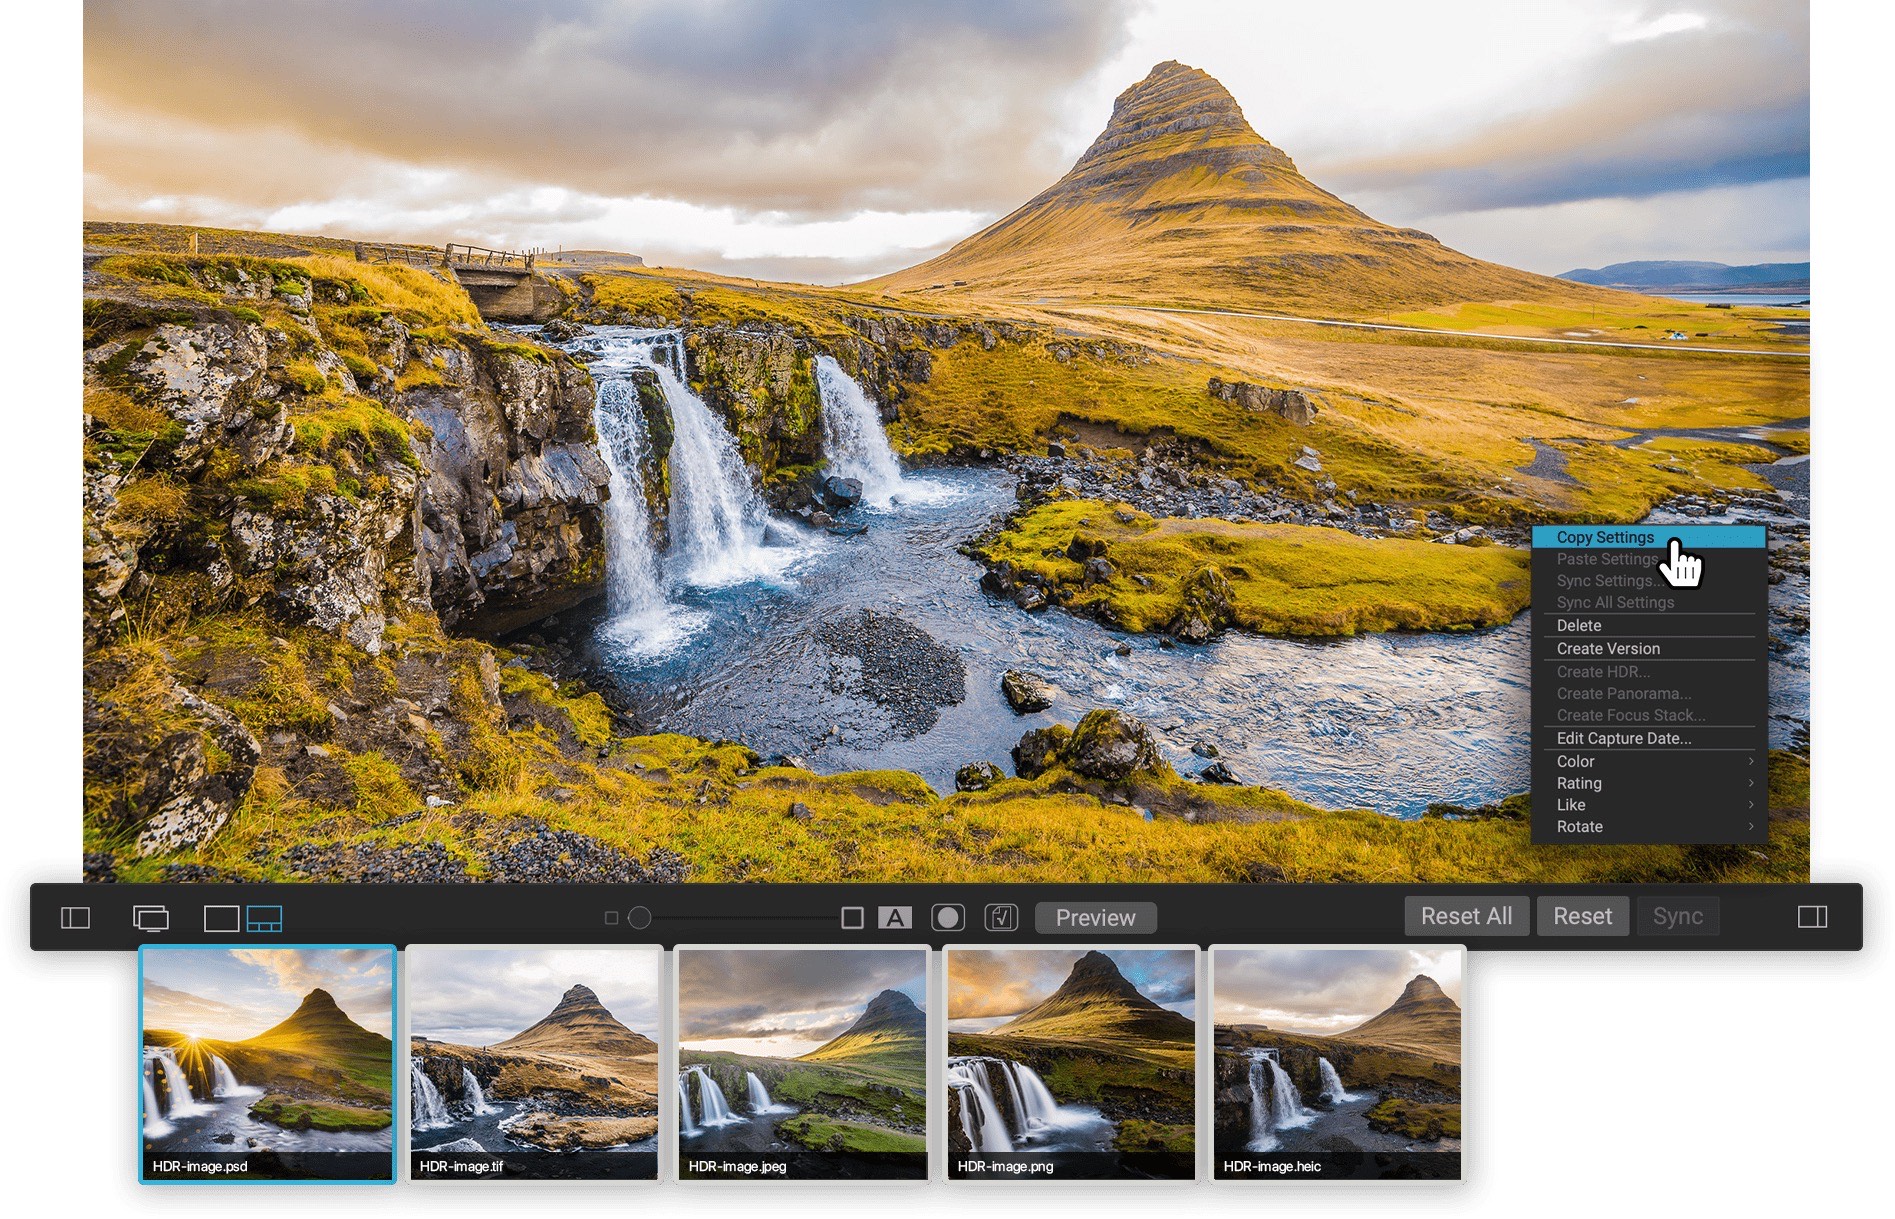 Copy Settings
Paste Settings
Sync Settings...
Sync All Settings
Delete
Create Version
Create HDR...
Create Panorama...
Create Focus Stack...
Edit Capture Date...
Color
Rating
Like
Rotate
A
Preview
Reset All
Reset
Sync
HDR-image.psd
HDR-image.tif
HDR-image.jpeg
HDR-image.png
HDR-image.heic